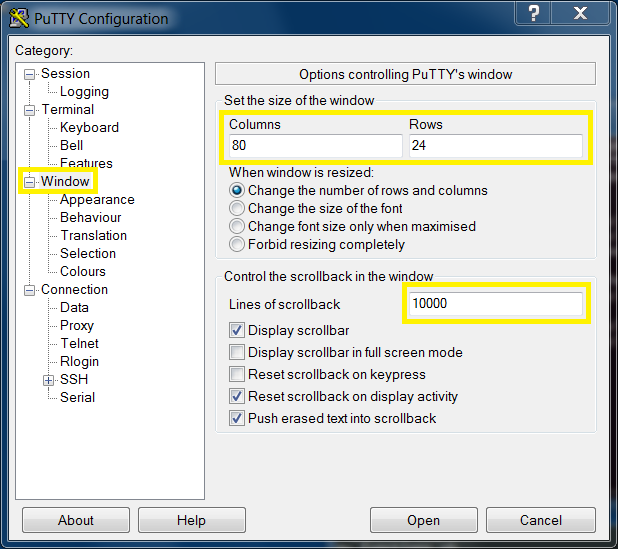 PuTTY Configuration
?
X
Category:
Session
Logging
Terminal
Keyboard
Bell
Features
Window
Appearance
Behaviour
Translation
Selection
Colours
Connection
Data
Proxy
Telnet
Rlogin
SSH
Serial
Options controlling PuTTY's window
Set the size of the window
Columns
Rows
80
24
When window is resized:
Change the number of rows and columns
Change the size of the font
Change font size only when maximised
Forbid resizing completely
Control the scrollback in the window
Lines of scrollback
10000
Display scrollbar
Display scrollbar in full screen mode
Reset scrollback on keypress
Reset scrollback on display activity
Push erased text into scrollback
About
Help
Open
Cancel